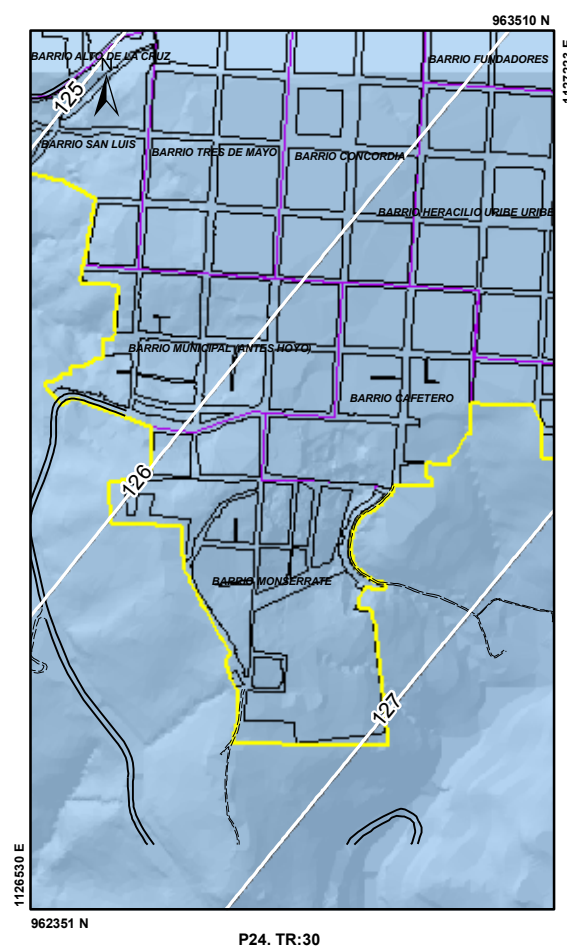 963510 N
1127223 E
BARRIO ALTO DE LA CRUZ
BARRIO FUNDADORES
N
125
BARRIO SAN LUIS
BARRIO TRES DE MAYO
BARRIO CONCORDIA
BARRIO HERACILIO URIBE URIBE
BARRIO MUNICIPAL (ANTES HOYO)
BARRIO CAFETERO
126
BARRIO MONSERRATE
127
1126530 E
962351 N
P24. TR:30